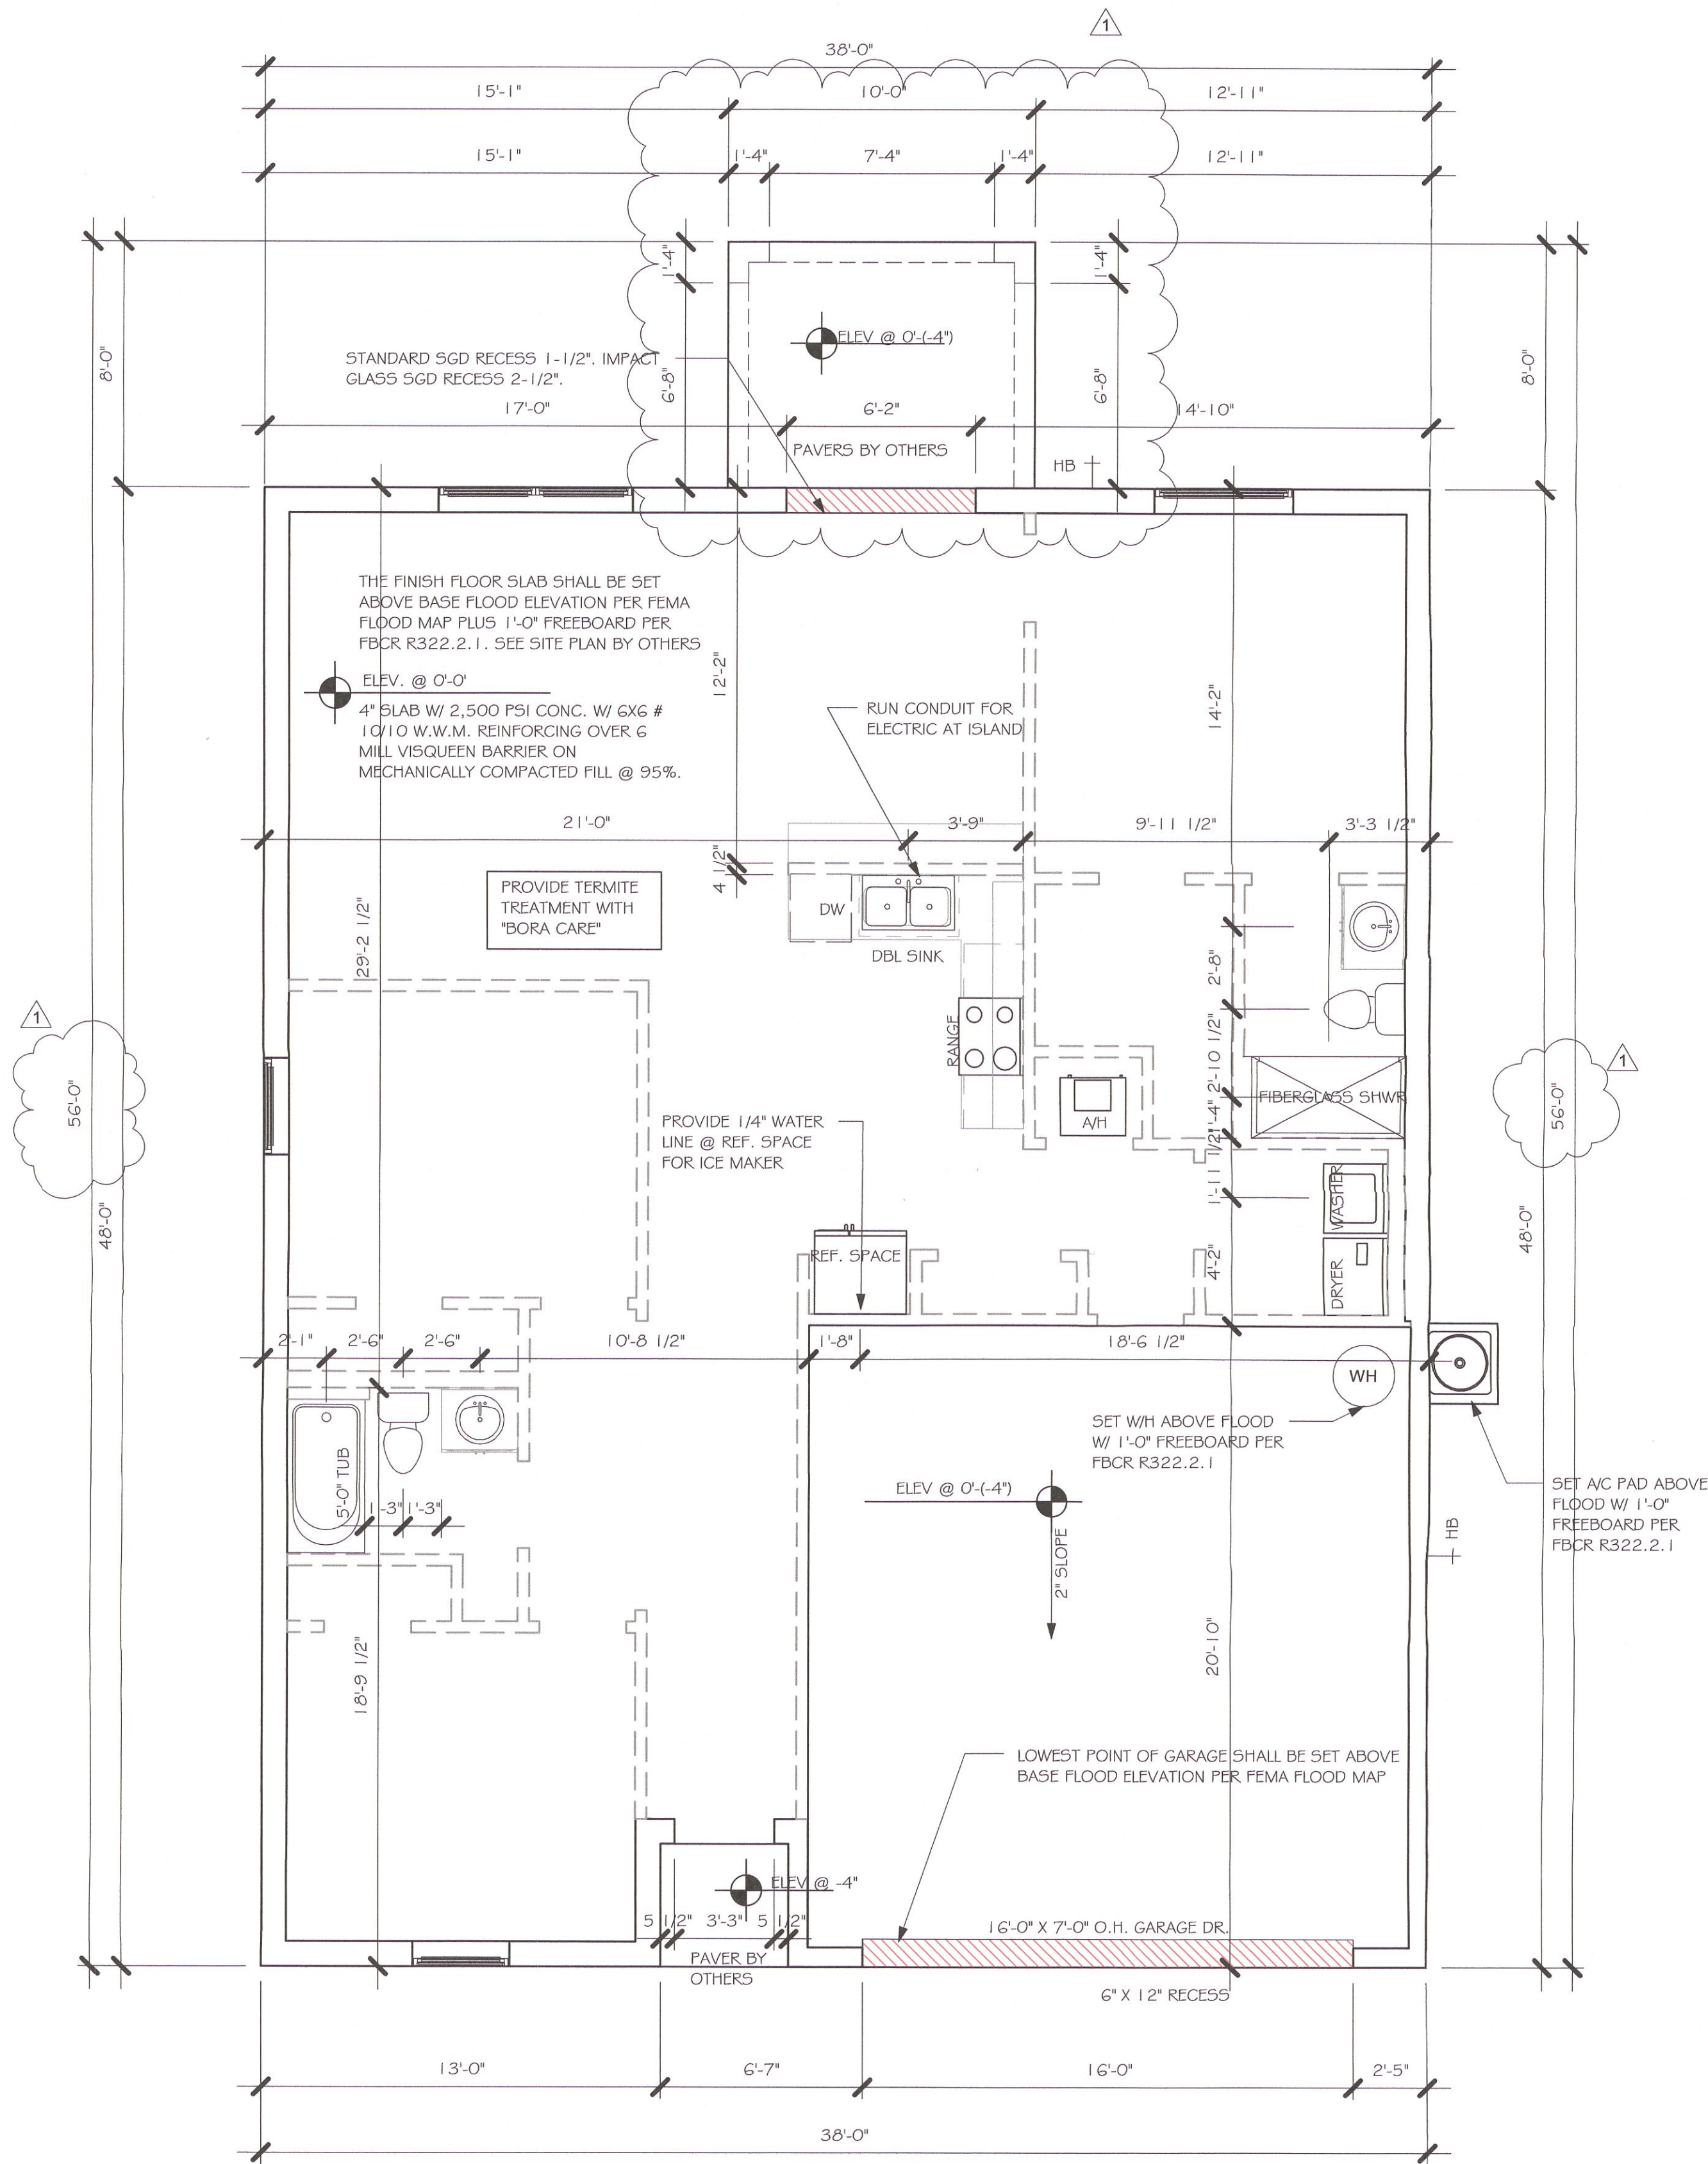 1
38'-0"
15'-1"
10'-0"
12'-11"
15'-1"
1'-4"
7'-4"
1'-4"
12'-11"
1'-4"
1'-4"
8'-0"
8'-0"
ELEV @ 0'-(-4")
STANDARD SGD RECESS 1-1/2". IMPACT
GLASS SGD RECESS 2-1/2".
6'-8"
6'-8"
17'-0"
6'-2"
14'-10"
PAVERS BY OTHERS
HB
THE FINISH FLOOR SLAB SHALL BE SET
ABOVE BASE FLOOD ELEVATION PER FEMA
FLOOD MAP PLUS 1'-0" FREEBOARD PER
FBCR R322.2.1. SEE SITE PLAN BY OTHERS
ELEV. @ 0'-0'
4" SLAB W/ 2,500 PSI CONC. W/ 6X6 #
10/10 W.W.M. REINFORCING OVER 6
MILL VISQUEEN BARRIER ON
MECHANICALLY COMPACTED FILL @ 95%.
12'-2"
14'-2"
RUN CONDUIT FOR
ELECTRIC AT ISLAND
21'-0"
3'-9"
9'-11 1/2"
3'-3 1/2"
4 1/2"
PROVIDE TERMITE
TREATMENT WITH
"BORA CARE"
DW
DBL SINK
29'-2 1/2"
2'-8"
RANGE
2'-10 1/2"
1
1
56'-0"
56'-0"
A/H
FIBERGLASS SHWR
1'-4"
PROVIDE 1/4" WATER
LINE @ REF. SPACE
FOR ICE MAKER
1'-11 1/2"
WASHER
48'-0"
48'-0"
REF. SPACE
4'-2"
DRYER
2'-1"
2'-6"
2'-6"
10'-8 1/2"
1'-8"
18'-6 1/2"
WH
SET W/H ABOVE FLOOD
W/ 1'-0" FREEBOARD PER
FBCR R322.2.1
5'-0" TUB
1'-3"
1'-3"
ELEV @ 0'-(-4")
2" SLOPE
SET A/C PAD ABOVE
FLOOD W/ 1'-0"
FREEBOARD PER
FBCR R322.2.1
HB
18'-9 1/2"
20'-10"
LOWEST POINT OF GARAGE SHALL BE SET ABOVE
BASE FLOOD ELEVATION PER FEMA FLOOD MAP
ELEV @ -4"
5 1/2"
3'-3"
5 1/2"
16'-0" X 7'-0" O.H. GARAGE DR.
PAVER BY
OTHERS
6" X 12" RECESS
13'-0"
6'-7"
16'-0"
2'-5"
38'-0"